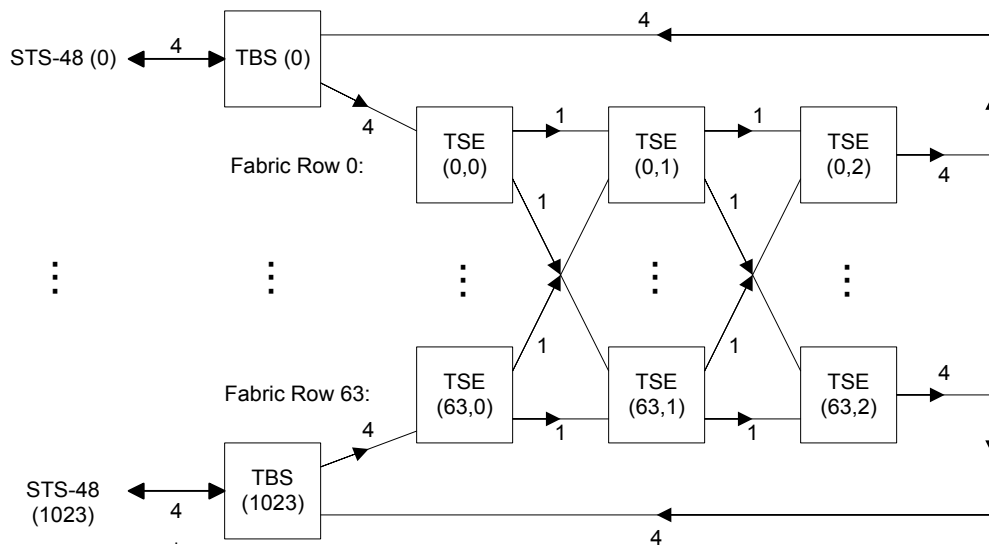 4
STS-48 (0)
4
TBS (0)
4
TSE
(0,0)
1
TSE
(0,1)
1
TSE
(0,2)
4
Fabric Row 0:
1
1
⋮
⋮
⋮
⋮
⋮
1
1
Fabric Row 63:
TSE
(63,0)
TSE
(63,1)
TSE
(63,2)
4
4
1
1
STS-48
(1023)
4
TBS
(1023)
4